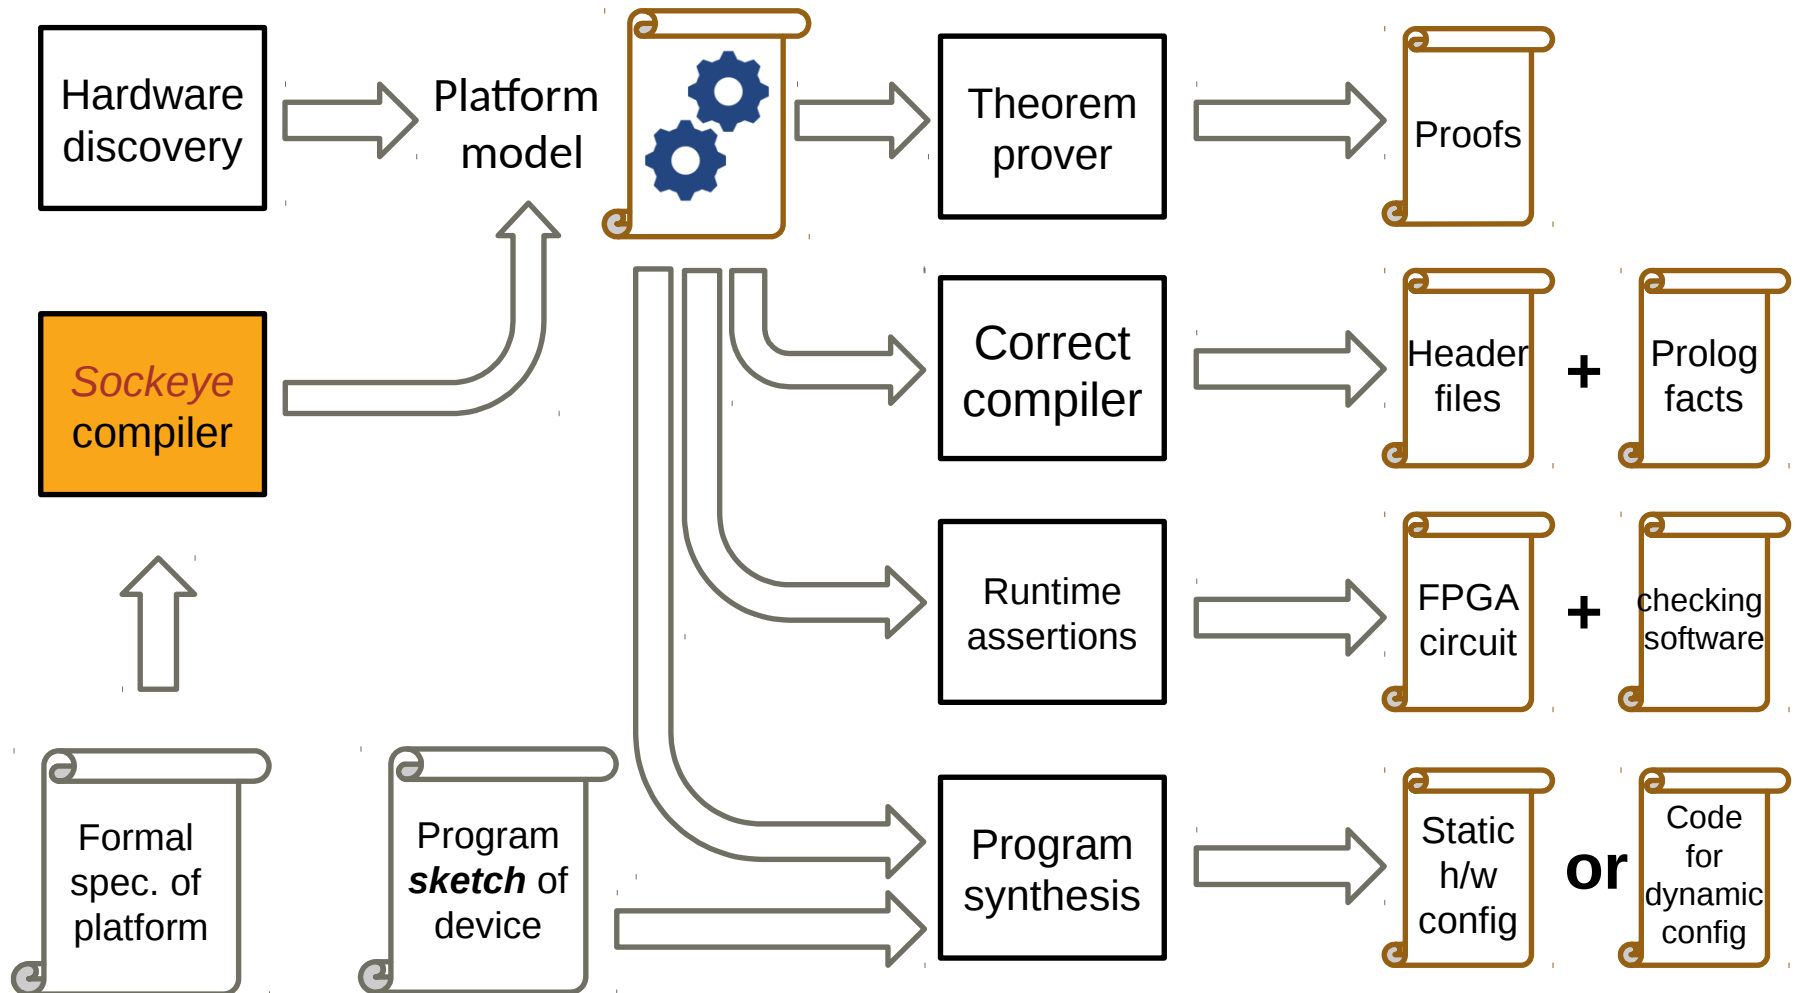 Hardware
discovery
Platform
model
Theorem
prover
Proofs
Sockeye
compiler
Correct
compiler
Header
files
+
Prolog
facts
Runtime
assertions
FPGA
circuit
+
checking
software
Formal
spec. of
platform
Program
sketch of
device
Program
synthesis
Static
h/w
config
or
Code
for
dynamic
config